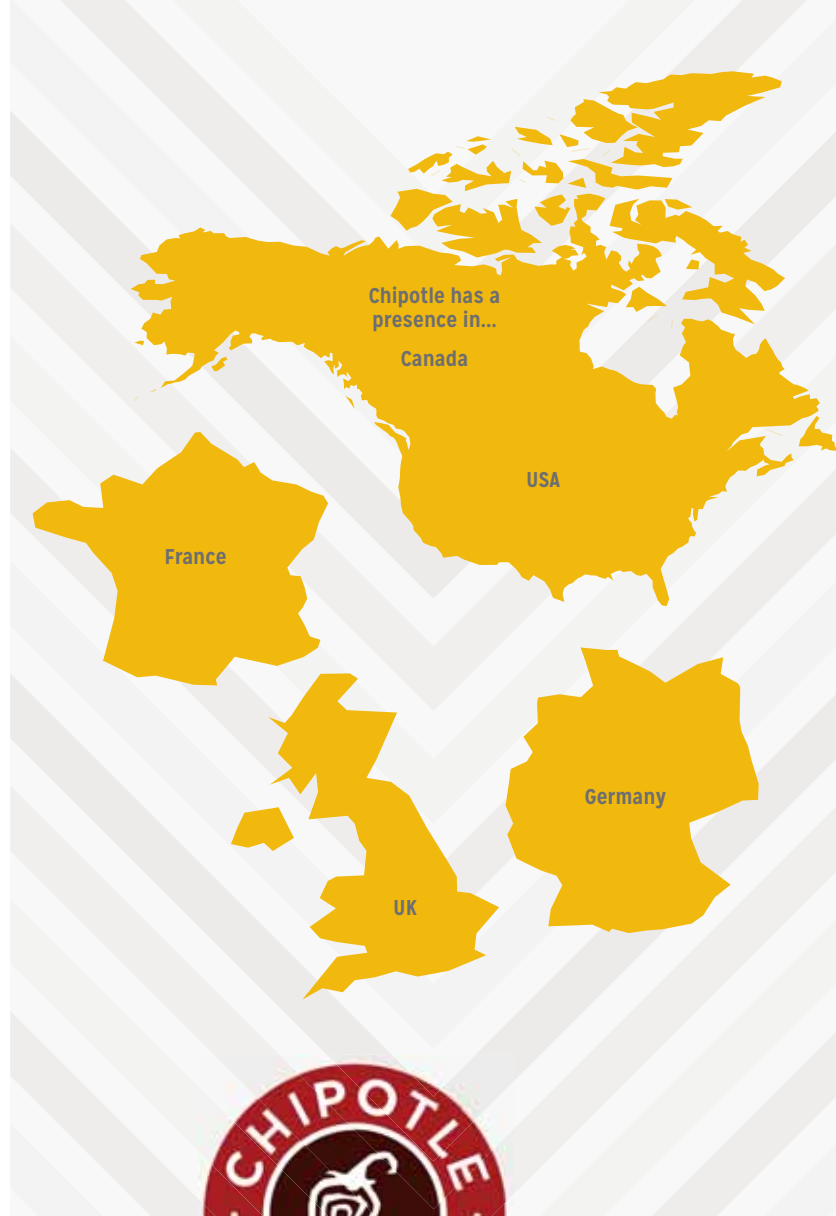 Chipotle has a
presence in...
Canada
USA
France
Germany
UK
CHIPOTLE